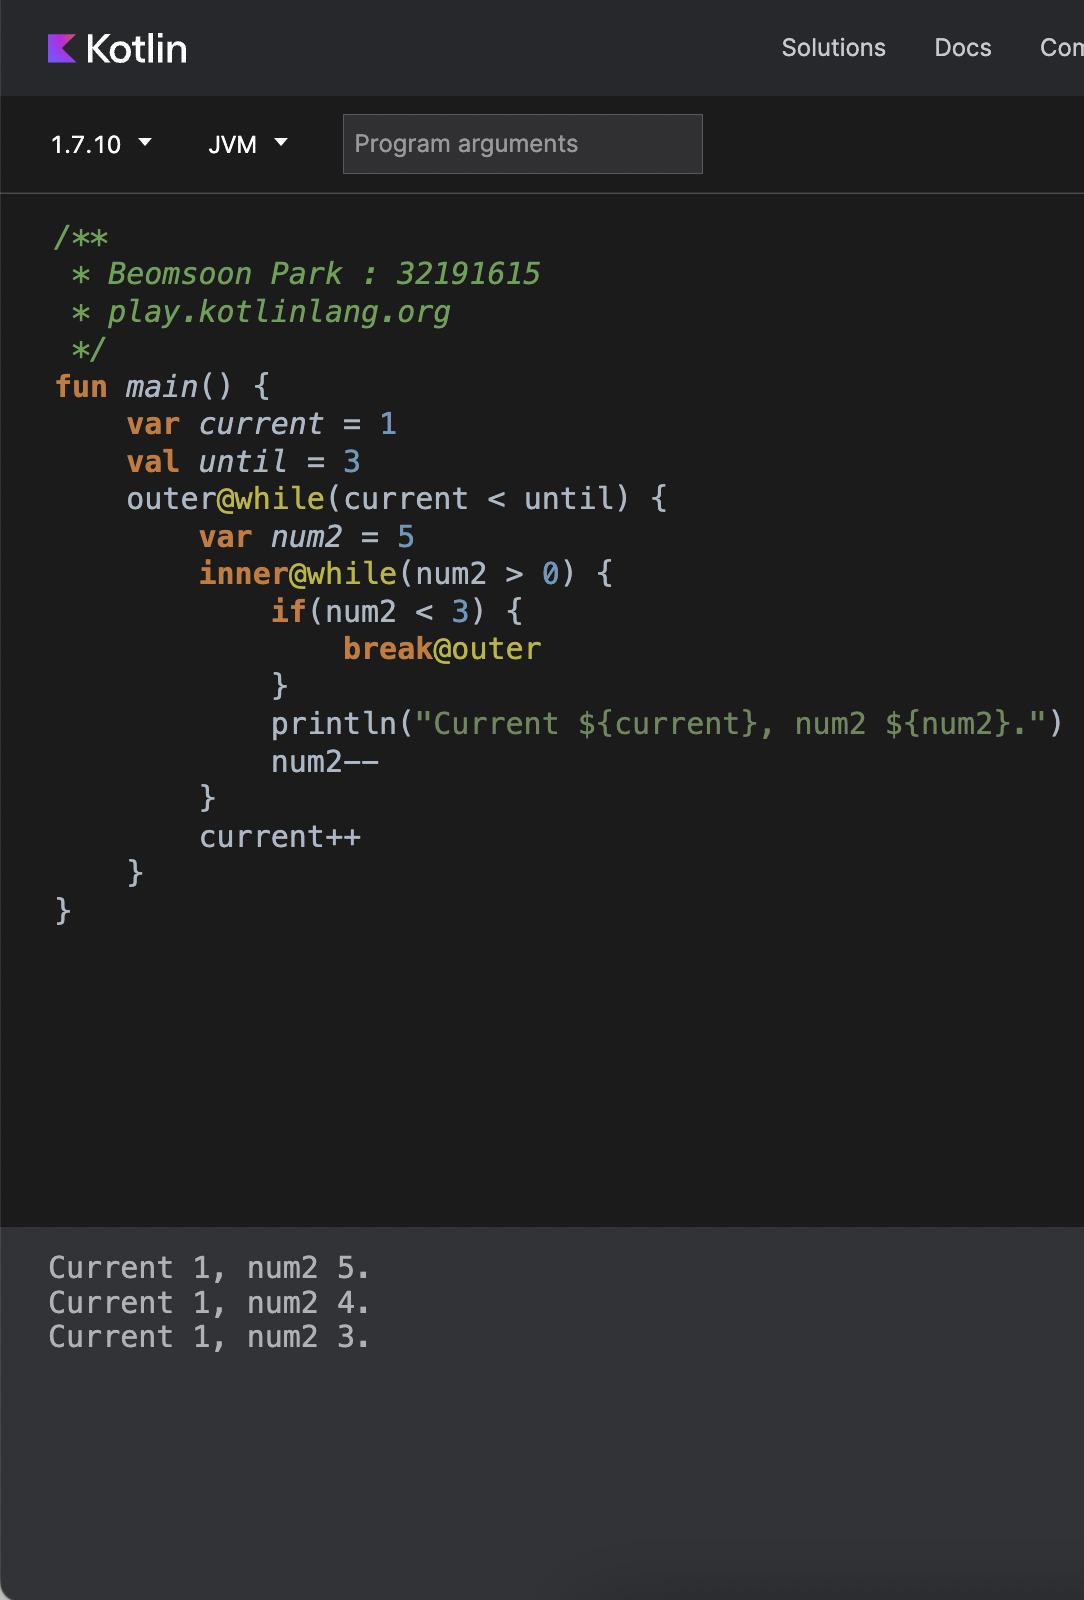 Kotlin Solutions Docs
1.7.10 JVM Program arguments
/**
 * Beomsoon Park : 32191615
 * play.kotlinlang.org
 */
fun main() {
    var current = 1
    val until = 3
    outer@while(current < until) {
        var num2 = 5
        inner@while(num2 > 0) {
            if(num2 < 3) {
                break@outer
            }
            println("Current ${current}, num2 ${num2}.")
            num2--
        }
        current++
    }
}
Current 1, num2 5.
Current 1, num2 4.
Current 1, num2 3.